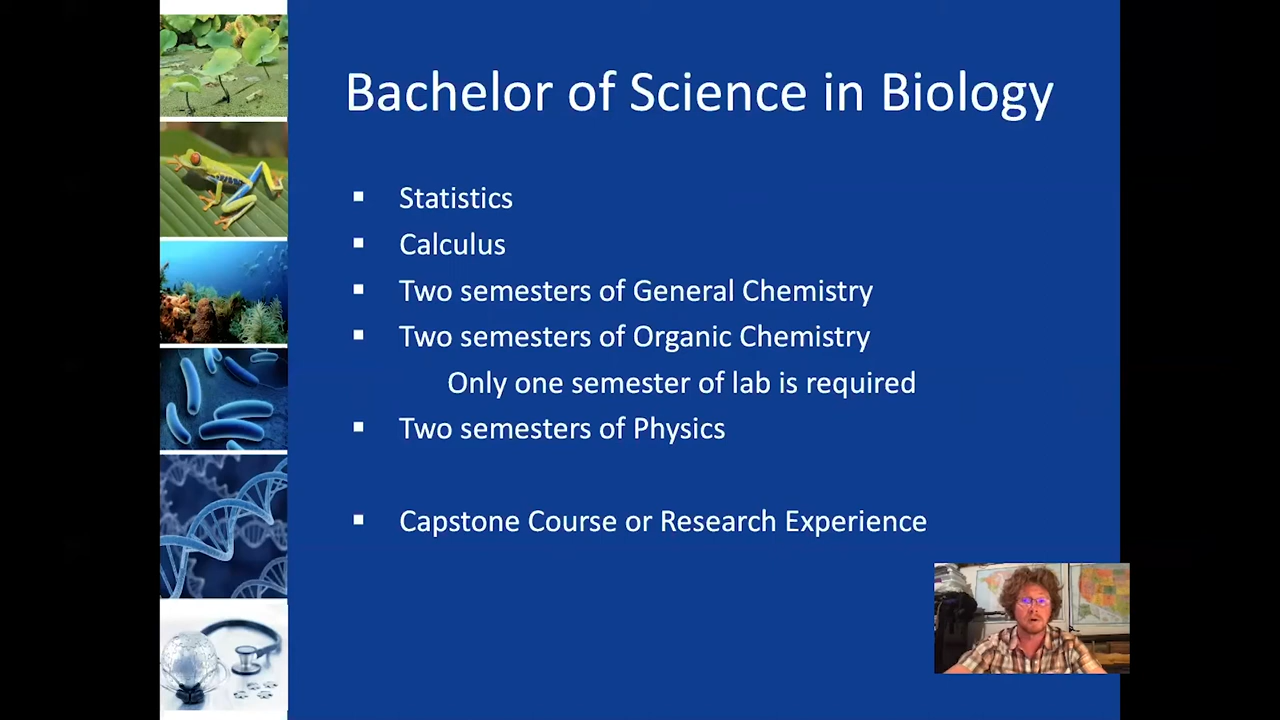 Bachelor of Science in Biology
▪ Statistics
▪ Calculus
▪ Two semesters of General Chemistry
▪ Two semesters of Organic Chemistry
Only one semester of lab is required
▪ Two semesters of Physics
▪ Capstone Course or Research Experience